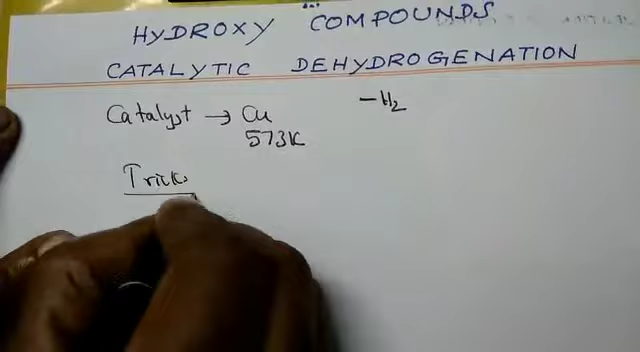 HYDROXY COMPOUNDS
CATALYTIC DEHYDROGENATION
Catalyst → Cu -H2
573K
Trick